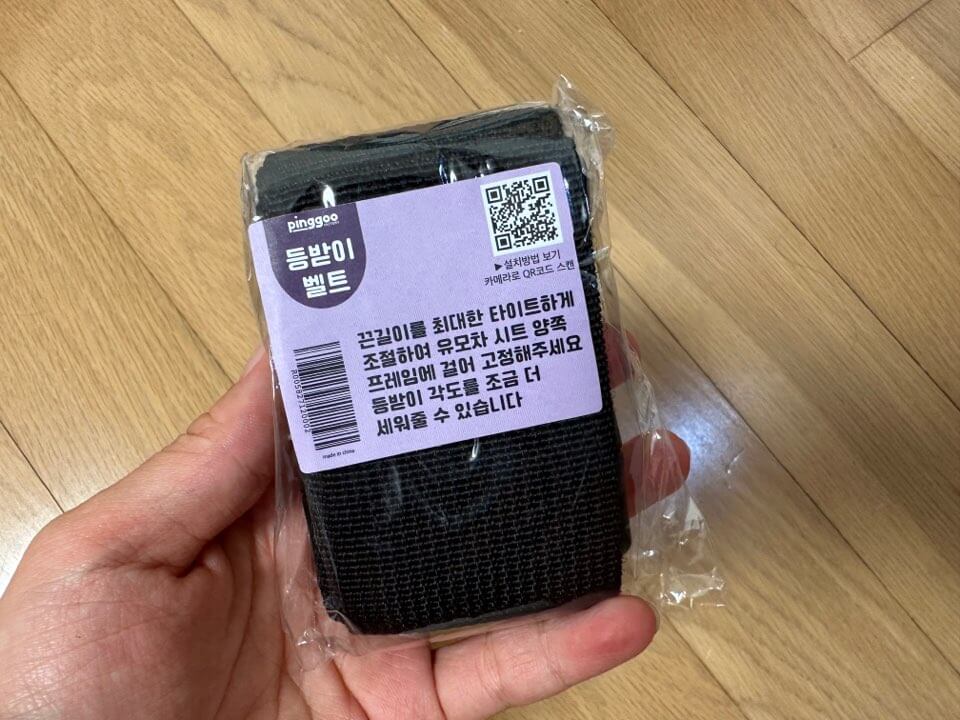 pinggoo
등받이
벨트
▶설치방법 보기
카메라로 QR코드 스캔
끈길이를 최대한 타이트하게
조절하여 유모차 시트 양쪽
프레임에 걸어 고정해주세요
등받이 각도를 조금 더
세워줄 수 있습니다
made in china